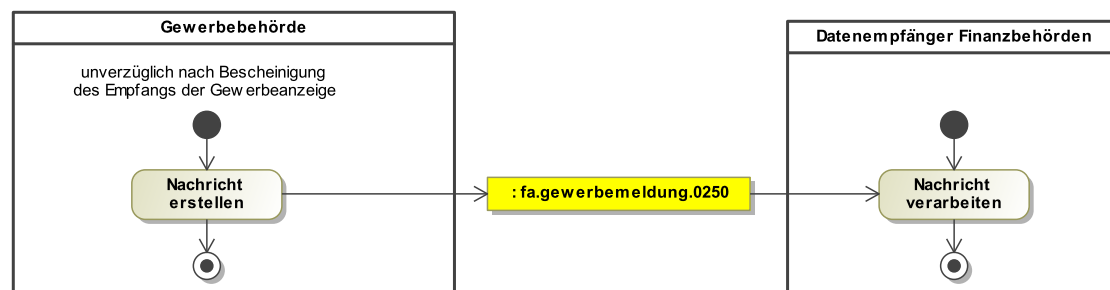 Gewerbebehörde
Datenempfänger Finanzbehörden
unverzüglich nach Bescheinigung
des Empfangs der Gewerbeanzeige
Nachricht
erstellen
: fa.gewerbemeldung.0250
Nachricht
verarbeiten